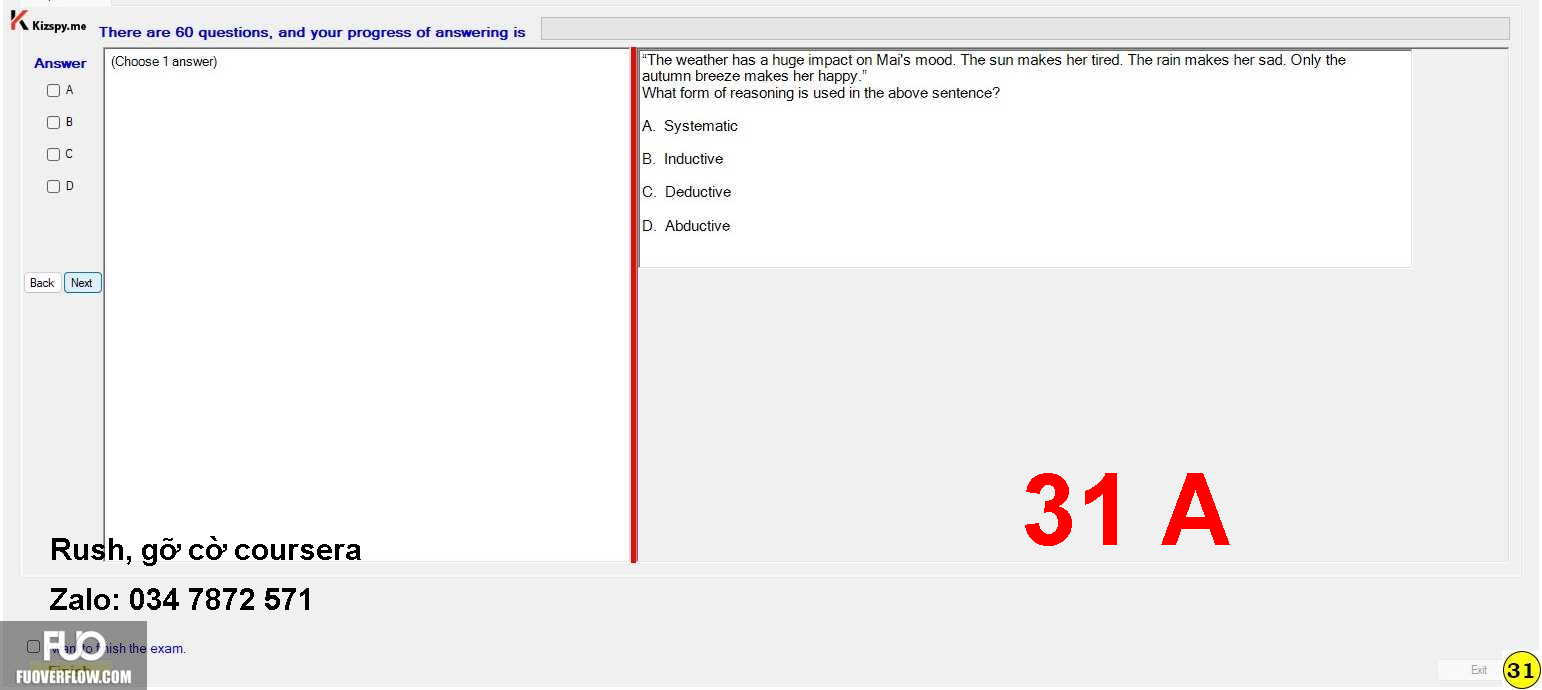 Kizspy.me
There are 60 questions, and your progress of answering is
Answer
(Choose 1 answer)
A
B
C
D
Back
Next
"The weather has a huge impact on Mai's mood. The sun makes her tired. The rain makes her sad. Only the
autumn breeze makes her happy."
What form of reasoning is used in the above sentence?
A. Systematic
B. Inductive
C. Deductive
D. Abductive
31 A
Rush, gỡ cờ coursera
Zalo: 034 7872 571
FUO
FUOVERFLOW.COM
to finish the exam.
Finish
Exit
31